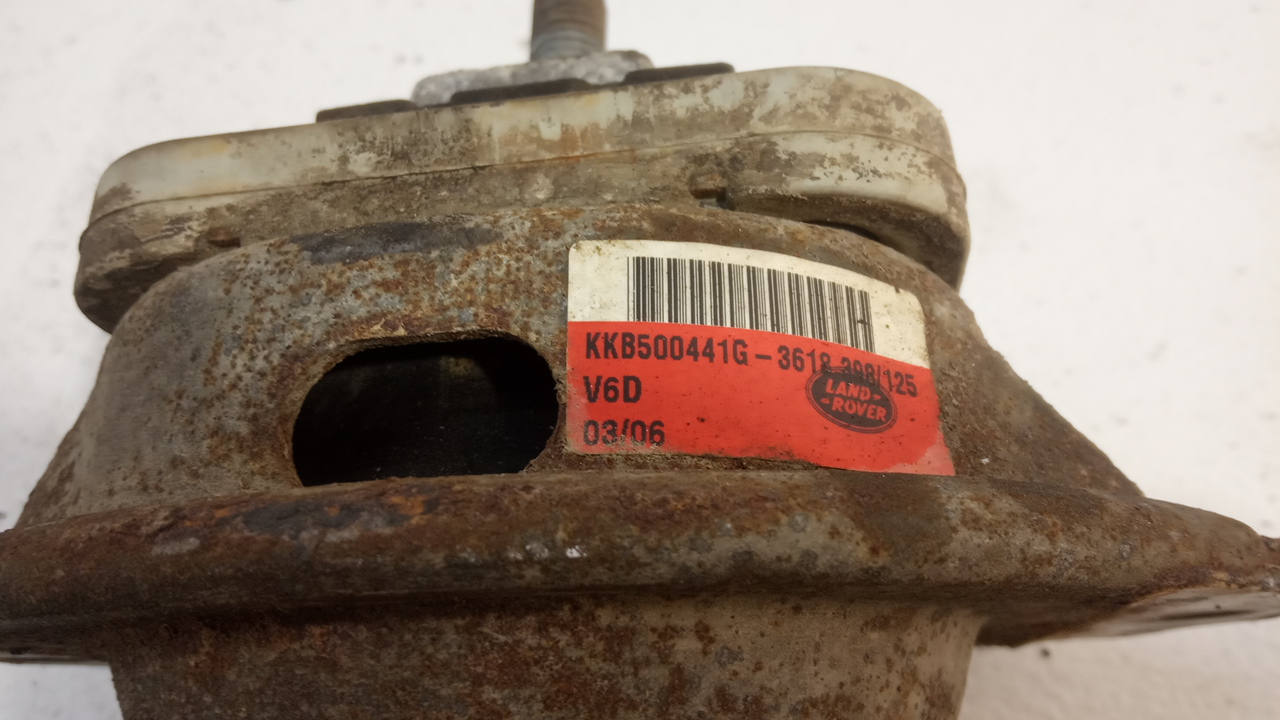 KKB500441G - 3618 398/125
V6D
03/06
LAND-
-ROVER